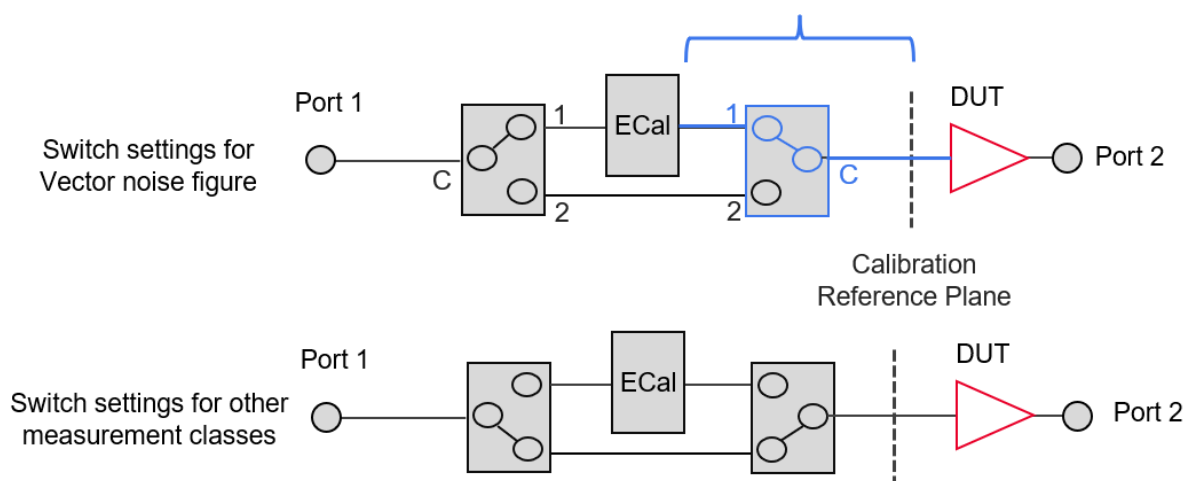 Port 1
Switch settings for
Vector noise figure
C
1
2
ECal
1
2
C
DUT
Port 2
Calibration
Reference Plane
Port 1
Switch settings for other
measurement classes
ECal
DUT
Port 2